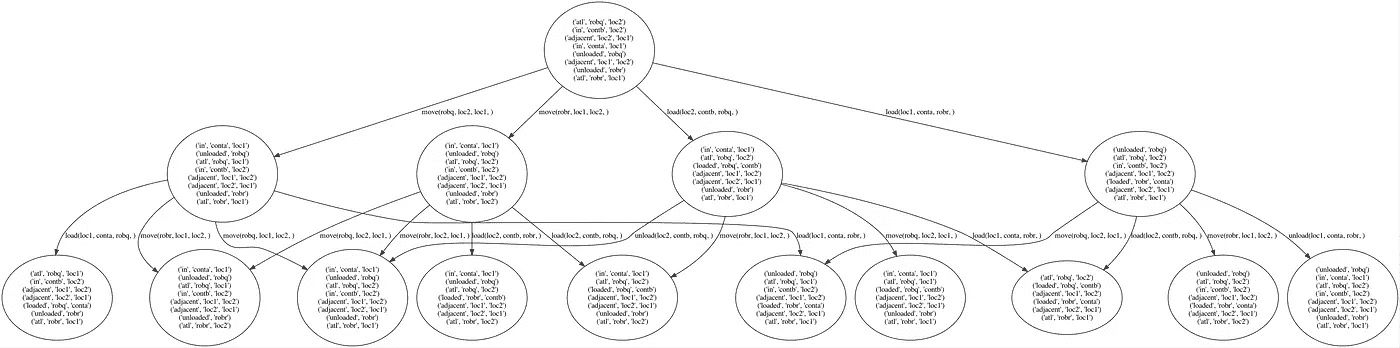 ('atl', 'robq', 'loc2')
('in', 'contb', 'loc2')
('adjacent', 'loc2', 'loc1')
('in', 'conta', 'loc1')
('unloaded', 'robq')
('adjacent', 'loc1', 'loc2')
('unloaded', 'robr')
('atl', 'robr', 'loc1')
move(robq, loc2, loc1, )
move(robr, loc1, loc2, )
load(loc2, contb, robq, )
load(loc1, conta, robr, )
('in', 'conta', 'loc1')
('unloaded', 'robq')
('atl', 'robq', 'loc1')
('in', 'contb', 'loc2')
('adjacent', 'loc1', 'loc2')
('adjacent', 'loc2', 'loc1')
('unloaded', 'robr')
('atl', 'robr', 'loc1')
('in', 'conta', 'loc1')
('unloaded', 'robq')
('atl', 'robq', 'loc2')
('in', 'contb', 'loc2')
('adjacent', 'loc1', 'loc2')
('adjacent', 'loc2', 'loc1')
('unloaded', 'robr')
('atl', 'robr', 'loc2')
('in', 'conta', 'loc1')
('atl', 'robq', 'loc2')
('loaded', 'robq', 'contb')
('adjacent', 'loc1', 'loc2')
('adjacent', 'loc2', 'loc1')
('unloaded', 'robr')
('atl', 'robr', 'loc1')
('unloaded', 'robq')
('atl', 'robq', 'loc2')
('in', 'contb', 'loc2')
('adjacent', 'loc1', 'loc2')
('loaded', 'robr', 'conta')
('adjacent', 'loc2', 'loc1')
('atl', 'robr', 'loc1')
load(loc1, conta, robq, )
move(robr, loc1, loc2, )
move(robq, loc1, loc2, )
move(robq, loc2, loc1, )
move(robr, loc2, loc1, )
load(loc2, contb, robr, )
load(loc2, contb, robq, )
unload(loc2, contb, robq, )
move(robr, loc1, loc2, )
load(loc1, conta, robr, )
move(robq, loc2, loc1, )
load(loc1, conta, robr, )
move(robq, loc2, loc1, )
load(loc2, contb, robq, )
move(robr, loc1, loc2, )
unload(loc1, conta, robr, )
('atl', 'robq', 'loc1')
('in', 'contb', 'loc2')
('adjacent', 'loc1', 'loc2')
('adjacent', 'loc2', 'loc1')
('loaded', 'robq', 'conta')
('unloaded', 'robr')
('atl', 'robr', 'loc1')
('in', 'conta', 'loc1')
('unloaded', 'robq')
('atl', 'robq', 'loc1')
('in', 'contb', 'loc2')
('adjacent', 'loc1', 'loc2')
('adjacent', 'loc2', 'loc1')
('unloaded', 'robr')
('atl', 'robr', 'loc2')
('in', 'conta', 'loc1')
('unloaded', 'robq')
('atl', 'robq', 'loc2')
('in', 'contb', 'loc2')
('adjacent', 'loc1', 'loc2')
('adjacent', 'loc2', 'loc1')
('unloaded', 'robr')
('atl', 'robr', 'loc1')
('in', 'conta', 'loc1')
('unloaded', 'robq')
('atl', 'robq', 'loc2')
('loaded', 'robr', 'contb')
('adjacent', 'loc1', 'loc2')
('adjacent', 'loc2', 'loc1')
('atl', 'robr', 'loc2')
('in', 'conta', 'loc1')
('atl', 'robq', 'loc2')
('loaded', 'robq', 'contb')
('adjacent', 'loc1', 'loc2')
('adjacent', 'loc2', 'loc1')
('unloaded', 'robr')
('atl', 'robr', 'loc2')
('unloaded', 'robq')
('atl', 'robq', 'loc1')
('in', 'contb', 'loc2')
('adjacent', 'loc1', 'loc2')
('loaded', 'robr', 'conta')
('adjacent', 'loc2', 'loc1')
('atl', 'robr', 'loc1')
('in', 'conta', 'loc1')
('atl', 'robq', 'loc1')
('loaded', 'robq', 'contb')
('adjacent', 'loc1', 'loc2')
('adjacent', 'loc2', 'loc1')
('unloaded', 'robr')
('atl', 'robr', 'loc1')
('atl', 'robq', 'loc2')
('loaded', 'robq', 'contb')
('adjacent', 'loc1', 'loc2')
('loaded', 'robr', 'conta')
('adjacent', 'loc2', 'loc1')
('atl', 'robr', 'loc1')
('unloaded', 'robq')
('atl', 'robq', 'loc2')
('in', 'contb', 'loc2')
('adjacent', 'loc1', 'loc2')
('loaded', 'robr', 'conta')
('adjacent', 'loc2', 'loc1')
('atl', 'robr', 'loc2')
('unloaded', 'robq')
('in', 'conta', 'loc1')
('atl', 'robq', 'loc2')
('in', 'contb', 'loc2')
('adjacent', 'loc1', 'loc2')
('adjacent', 'loc2', 'loc1')
('unloaded', 'robr')
('atl', 'robr', 'loc1')